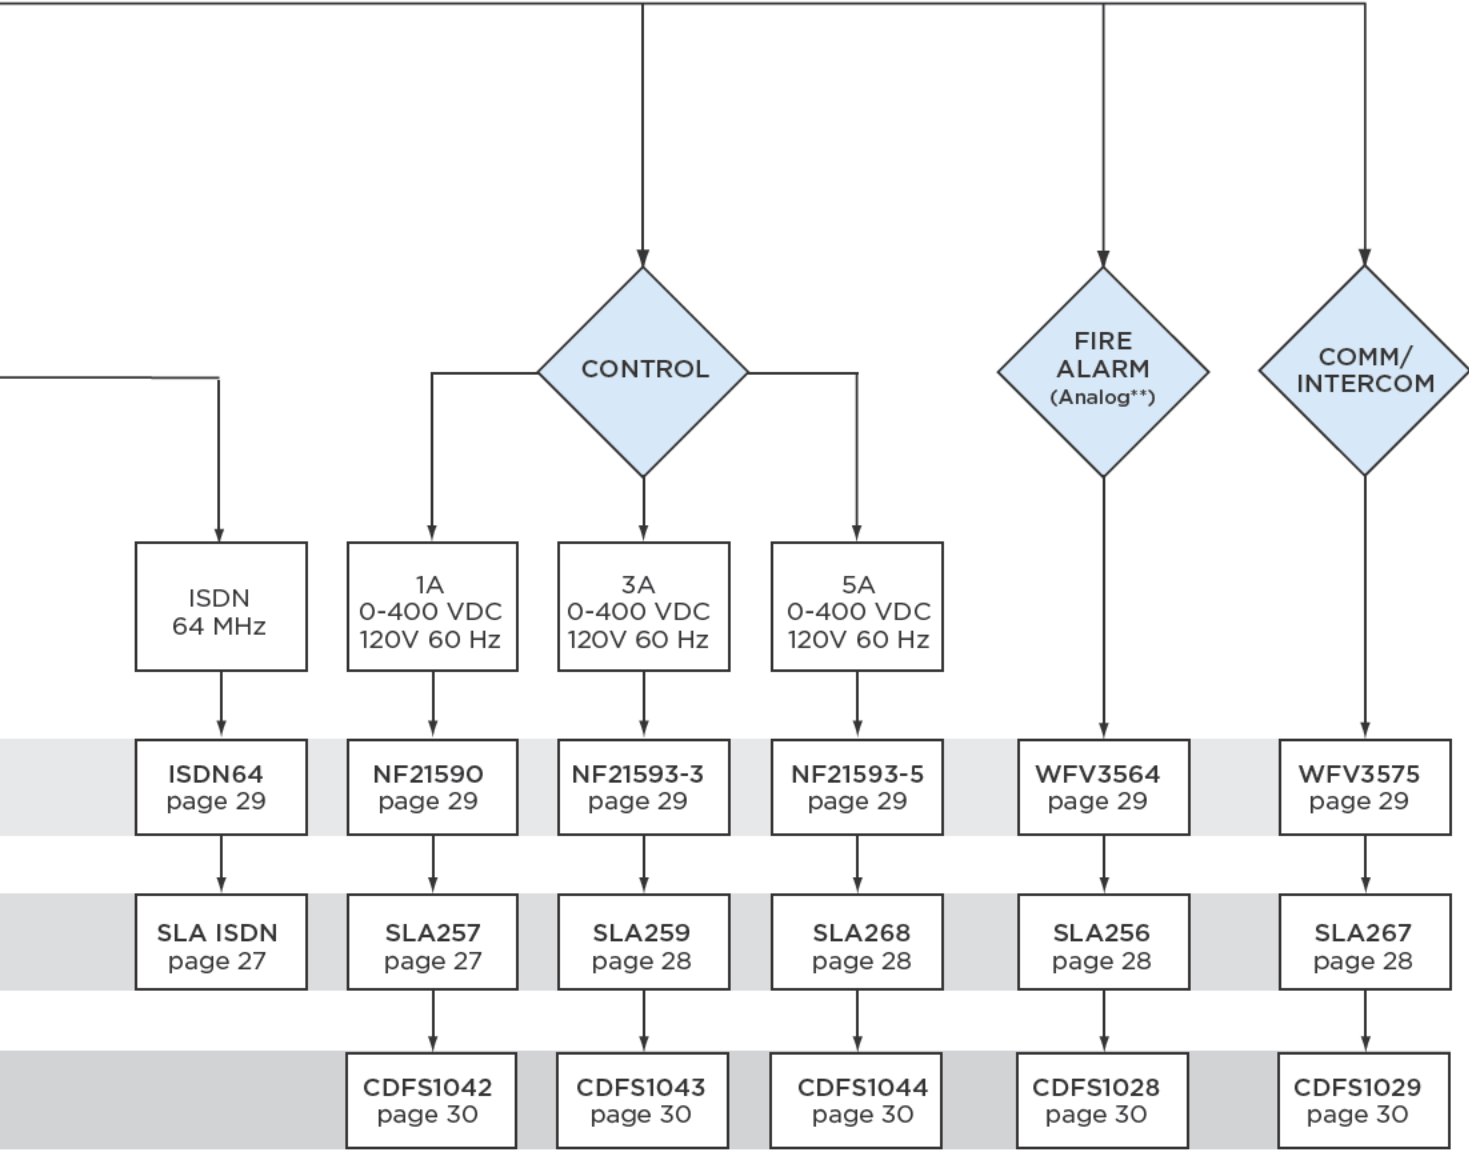 CONTROL
FIRE
ALARM
(Analog**)
COMM/
INTERCOM
ISDN
64 MHz
1A
0-400 VDC
120V 60 Hz
3A
0-400 VDC
120V 60 Hz
5A
0-400 VDC
120V 60 Hz
ISDN64
page 29
NF21590
page 29
NF21593-3
page 29
NF21593-5
page 29
WFV3564
page 29
WFV3575
page 29
SLA ISDN
page 27
SLA257
page 27
SLA259
page 28
SLA268
page 28
SLA256
page 28
SLA267
page 28
CDFS1042
page 30
CDFS1043
page 30
CDFS1044
page 30
CDFS1028
page 30
CDFS1029
page 30